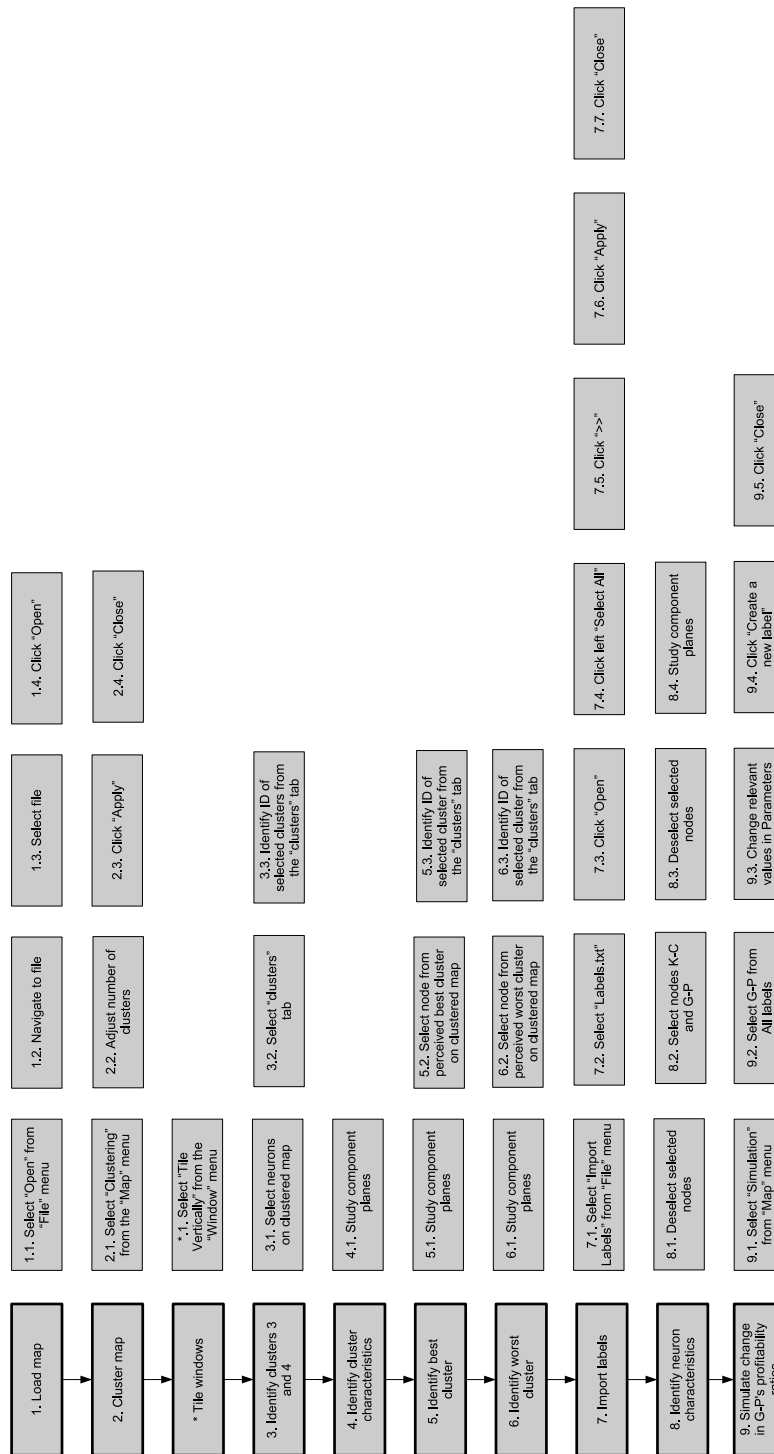 1. Load map
1.1. Select “Open” from
“File” menu
1.2. Navigate to file
1.3. Select file
1.4. Click “Open”
2. Cluster map
2.1. Select “Clustering”
from the “Map” menu
2.2. Adjust number of
clusters
2.3. Click “Apply”
2.4. Click “Close”
* Tile windows
*.1. Select “Tile
Vertically” from the
“Window” menu
3. Identify clusters 3
and 4
3.1. Select neurons
on clustered map
3.2. Select “clusters”
tab
3.3. Identify ID of
selected clusters from
the “clusters” tab
4. Identify cluster
characteristics
4.1. Study component
planes
5. Identify best
cluster
5.1. Study component
planes
5.2. Select node from
perceived best cluster
on clustered map
5.3. Identify ID of
selected cluster from
the “clusters” tab
6. Identify worst
cluster
6.1. Study component
planes
6.2. Select node from
perceived worst cluster
on clustered map
6.3. Identify ID of
selected cluster from
the “clusters” tab
7. Import labels
7.1. Select “Import
Labels” from “File” menu
7.2. Select “Labels.txt”
7.3. Click “Open”
7.4. Click left “Select All”
7.5. Click “>>”
7.6. Click “Apply”
7.7. Click “Close”
8. Identify neuron
characteristics
8.1. Deselect selected
nodes
8.2. Select nodes K-C
and G-P
8.3. Deselect selected
nodes
8.4. Study component
planes
9. Simulate change
in G-P’s profitability
ratios
9.1. Select “Simulation”
from “Map” menu
9.2. Select G-P from
All labels
9.3. Change relevant
values in Parameters
9.4. Click “Create a
new label”
9.5. Click “Close”